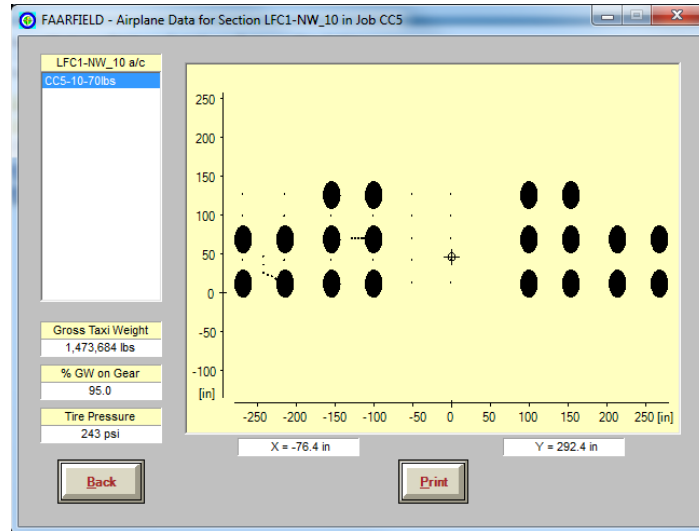 FAARFIELD - Airplane Data for Section LFC1-NW_10 in Job CC5
LFC1-NW_10 a/c
CC5-10-70lbs
250
200
150
100
50
0
-50
-100
[in]
-250 -200 -150 -100 -50 0 50 100 150 200 250 [in]
Gross Taxi Weight
1,473,684 lbs
% GW on Gear
95.0
Tire Pressure
243 psi
X = -76.4 in
Y = 292.4 in
Back
Print